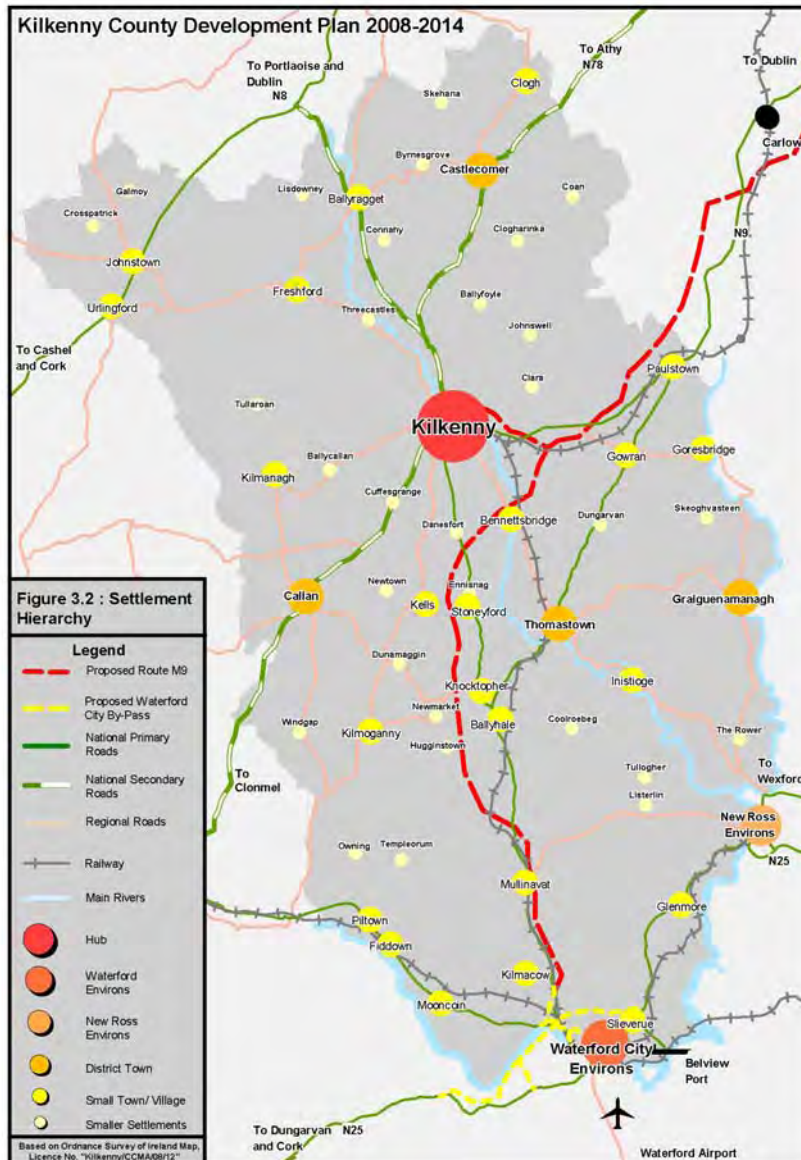 Kilkenny County Development Plan 2008-2014
To Portlaoise and
Dublin
N8
To Athy
N78
To Dublin
Clogh
Skehana
Carlow
Byrnesgrove
Castlecomer
Galmoy
Lisdowney
Ballyragget
Coan
Crosspatrick
Connahy
Clogharinka
N9
Johnstown
Freshford
Urlingford
Threecastles
Ballyfoyle
Johnswell
To Cashel
and Cork
Paulstown
Clara
Tullaroan
Kilkenny
Gowran
Goresbridge
Ballycallan
Kilmanagh
Cuffesgrange
Bennettsbridge
Dungarvan
Skeoghvasteen
Danesfort
Ennisnag
Newtown
Callan
Kells
Stoneyford
Thomastown
Graiguenamanagh
Dunamaggin
Knocktopher
Inistioge
Newmarket
Ballyhale
Coolroebeg
Windgap
Kilmoganny
Hugginstown
The Rower
To
Clonmel
Tullogher
To
Wexford
Listerlin
New Ross
Environs
N25
Owning
Templeorum
Mullinavat
Glenmore
Piltown
Fiddown
Kilmacow
Mooncoin
Slieverue
Waterford City
Environs
Belview
Port
To Dungarvan N25
and Cork
Waterford Airport
Figure 3.2 : Settlement
Hierarchy
Legend
Proposed Route M9
Proposed Waterford
City By-Pass
National Primary
Roads
National Secondary
Roads
Regional Roads
Railway
Main Rivers
Hub
Waterford
Environs
New Ross
Environs
District Town
Small Town/ Village
Smaller Settlements
Based on Ordnance Survey of Ireland Map,
Licence No. "Kilkenny/CCMA/08/12"